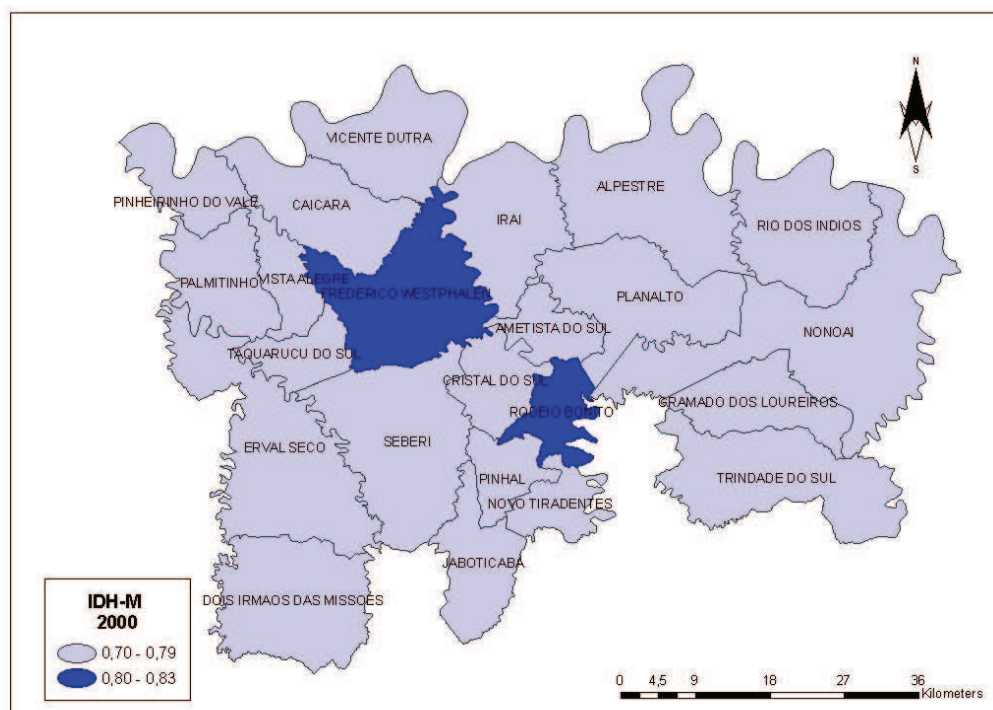 N
S
VICENTE DUTRA
ALPESTRE
PINHEIRINHO DO VALE
CAICARA
IRAI
RIO DOS INDIOS
PALMITINHO
VISTA ALEGRE
FREDERICO WESTPHALEN
PLANALTO
AMETISTA DO SUL
NONOAI
TAQUARUCU DO SUL
CRISTAL DO SUL
RODEIO BONITO
GRAMADO DOS LOUREIROS
ERVAL SECO
SEBERI
PINHAL
TRINDADE DO SUL
NOVO TIRADENTES
JABOTICABA
DOIS IRMAOS DAS MISSOES
IDH-M
2000
0,70 - 0,79
0,80 - 0,83
0 4,5 9 18 27 36
Kilometers